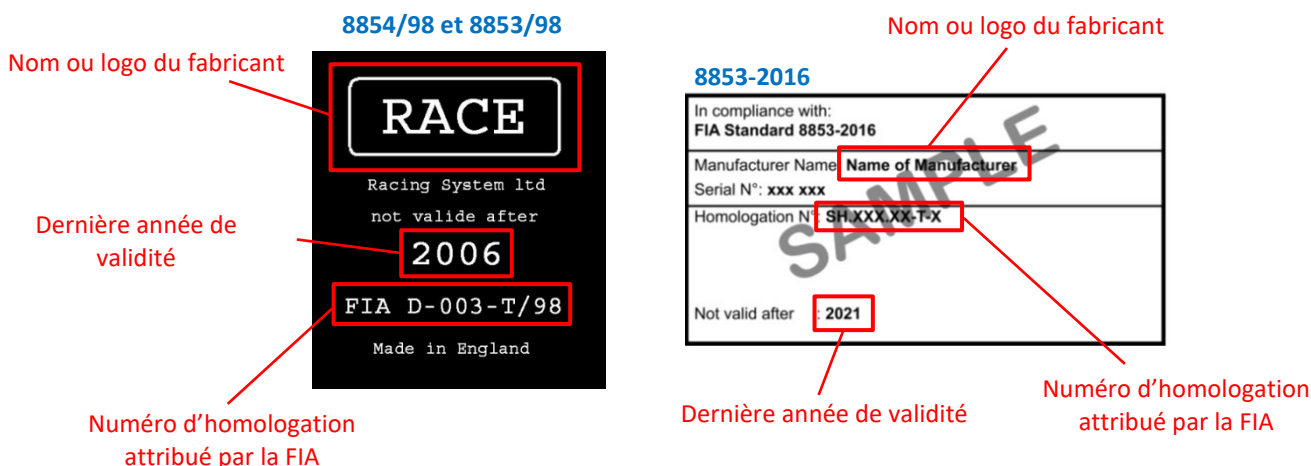 8854/98 et 8853/98
Nom ou logo du fabricant
RACE
Racing System ltd
not valide after
Dernière année de
validité
2006
FIA D-003-T/98
Made in England
Numéro d'homologation
attribué par la FIA
Nom ou logo du fabricant
8853-2016
In compliance with:
FIA Standard 8853-2016
Manufacturer Name: Name of Manufacturer
Serial N°: xxx xxx
Homologation N°: SH.XXX.XX-T-X
SAMPLE
Not valid after : 2021
Dernière année de validité
Numéro d'homologation
attribué par la FIA